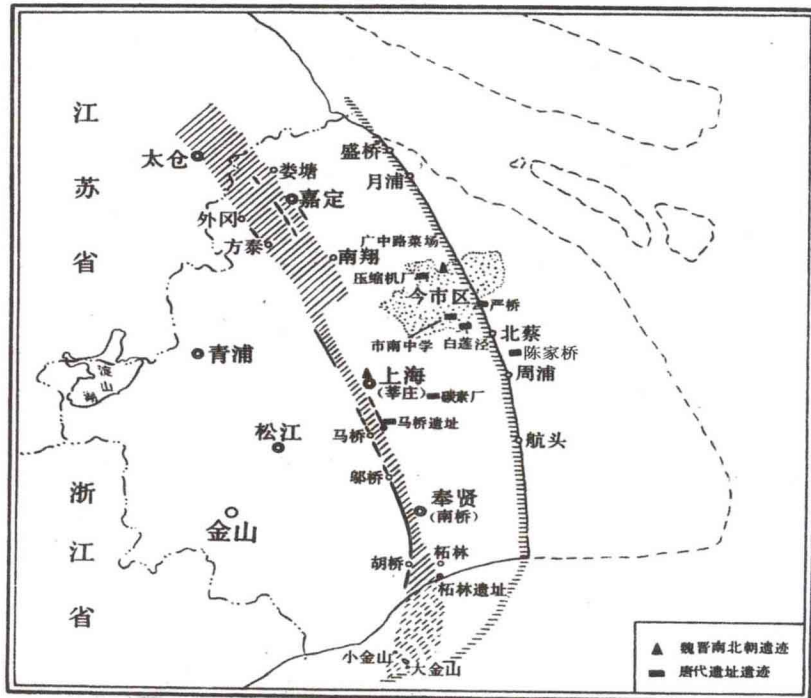 江苏省
太仓
娄塘
嘉定
外冈
方泰
南翔
盛桥
月浦
广中路菜场
压缩机厂
今市区
严桥
市南中学
白莲泾
北蔡
陈家桥
周浦
淀山湖
青浦
上海
(莘庄)
碳素厂
马桥遗址
马桥
松江
航头
邬桥
浙江省
金山
奉贤
(南桥)
胡桥
柘林
柘林遗址
小金山
大金山
魏晋南北朝遗迹
唐代遗址遗迹